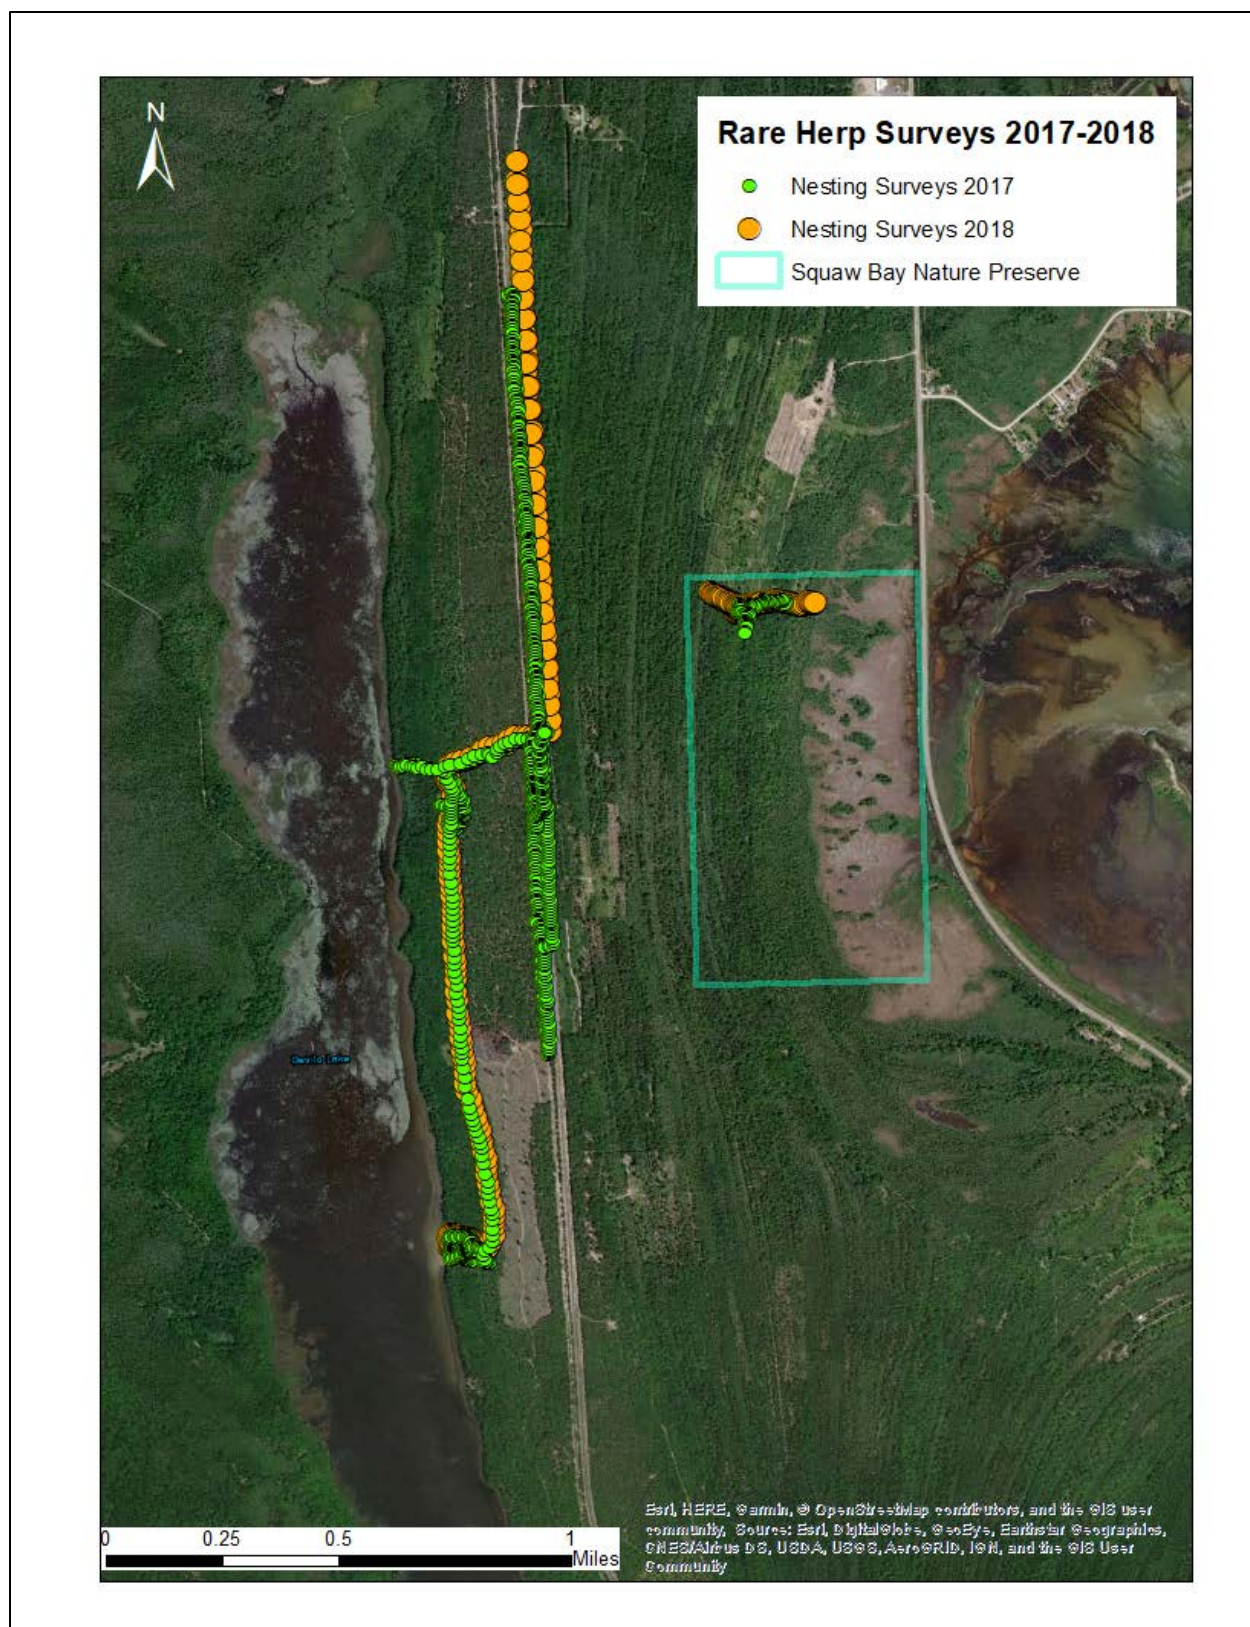 N
Rare Herp Surveys 2017-2018
Nesting Surveys 2017
Nesting Surveys 2018
Squaw Bay Nature Preserve
Devils Lake
0 0.25 0.5 1
Miles
Esri, HERE, Garmin, © OpenStreetMap contributors, and the GIS user
community, Source: Esri, DigitalGlobe, GeoEye, Earthstar Geographics,
CNES/Airbus DS, USDA, USGS, AeroGRID, IGN, and the GIS User
Community